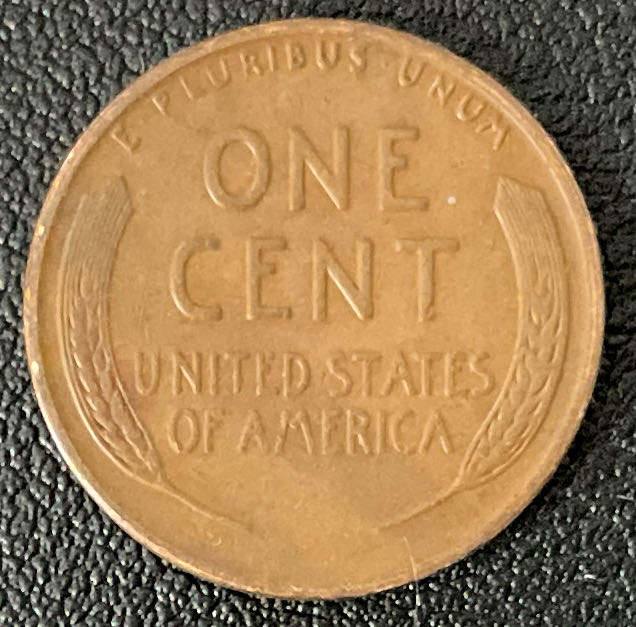 E PLURIBUS UNUM
ONE
CENT
UNITED STATES
OF AMERICA